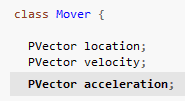 class Mover {
PVector location;
PVector velocity;
PVector acceleration;